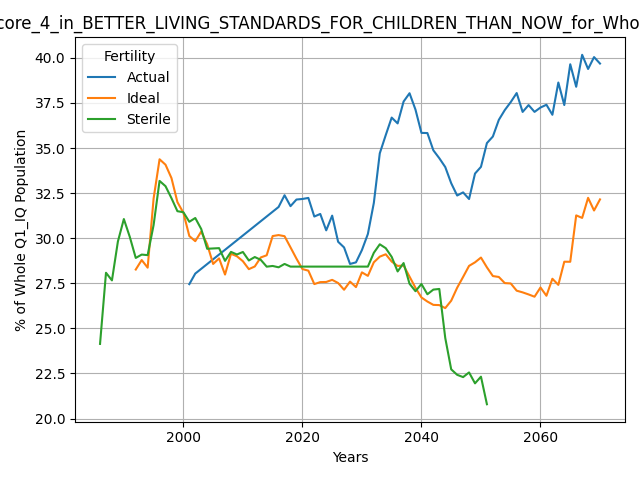 core_4_in_BETTER_LIVING_STANDARDS_FOR_CHILDREN_THAN_NOW_for_Who
Fertility
Actual
Ideal
Sterile
% of Whole Q1_IQ Population
40.0
37.5
35.0
32.5
30.0
27.5
25.0
22.5
20.0
2000
2020
2040
2060
Years